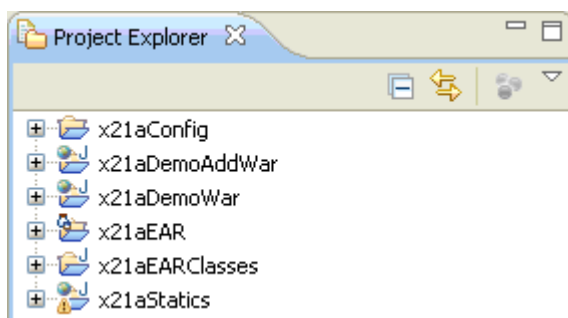 Project Explorer
x21aConfig
x21aDemoAddWar
x21aDemoWar
x21aEAR
x21aEARClasses
x21aStatics